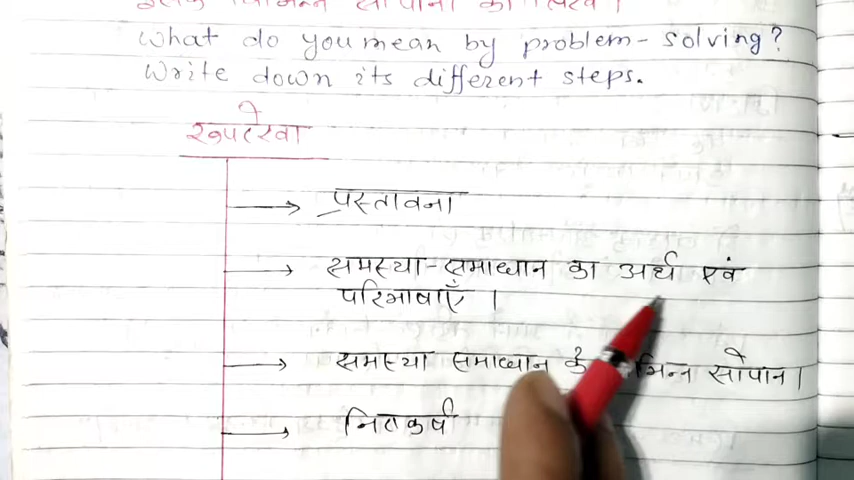 What do you mean by problem-solving?
Write down its different steps.
रूपरेखा
प्रस्तावना
समस्या-समाधान का अर्थ एवं
परिभाषाएँ ।
समस्या समाधान के सोपान ।
निष्कर्ष